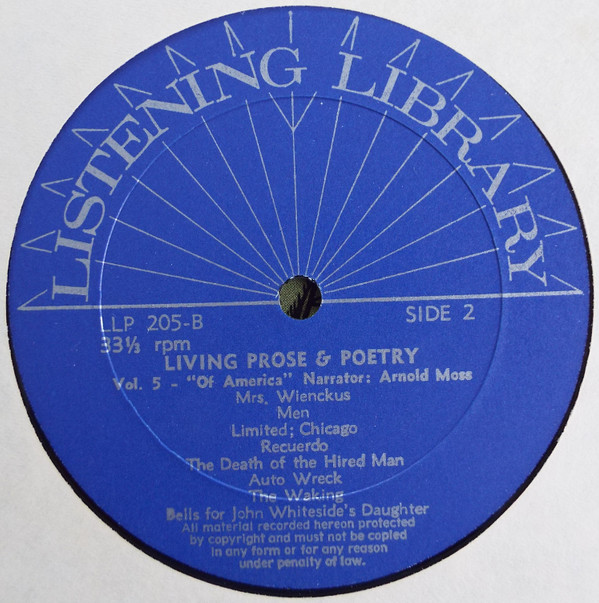 LISTENING LIBRARY
LLP 205-B
SIDE 2
33⅓ rpm
LIVING PROSE & POETRY
Vol. 5 - "Of America" Narrator: Arnold Moss
Mrs. Wienckus
Men
Limited; Chicago
Recuerdo
The Death of the Hired Man
Auto Wreck
The Waking
Bells for John Whiteside's Daughter
All material recorded hereon protected
by copyright and must not be copied
in any form or for any reason
under penalty of law.